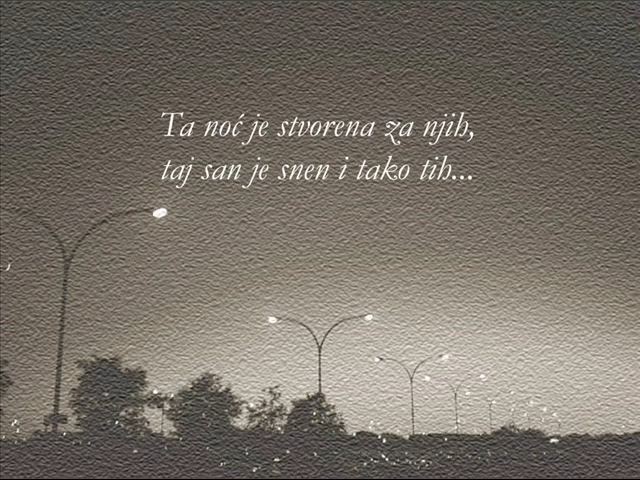 Ta noć je stvorena za njih,
taj san je snen i tako tih...